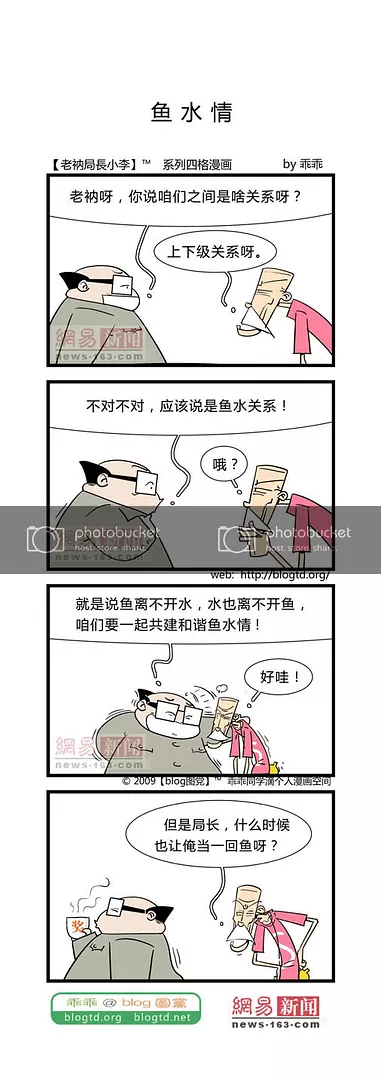 鱼水情
【老衲局長小李】™ 系列四格漫画 by 乖乖
老衲呀，你说咱们之间是啥关系呀？
上下级关系呀。
網易 新闻
news·163·com
不对不对，应该说是鱼水关系！
哦？
photobucket
host. store. share.
photobucket
host. store. share.
news·163·com
web: http://blogtd.org/
就是说鱼离不开水，水也离不开鱼，
咱们要一起共建和谐鱼水情！
好哇！
網易 新闻
news·163·com
© 2009【blog图党】™ 乖乖同学滴个人漫画空间
但是局长，什么时候
也让俺当一回鱼呀？
奖
乖乖 @ blog 圖黨
blogtd.org blogtd.net
網易 新闻
news·163·com